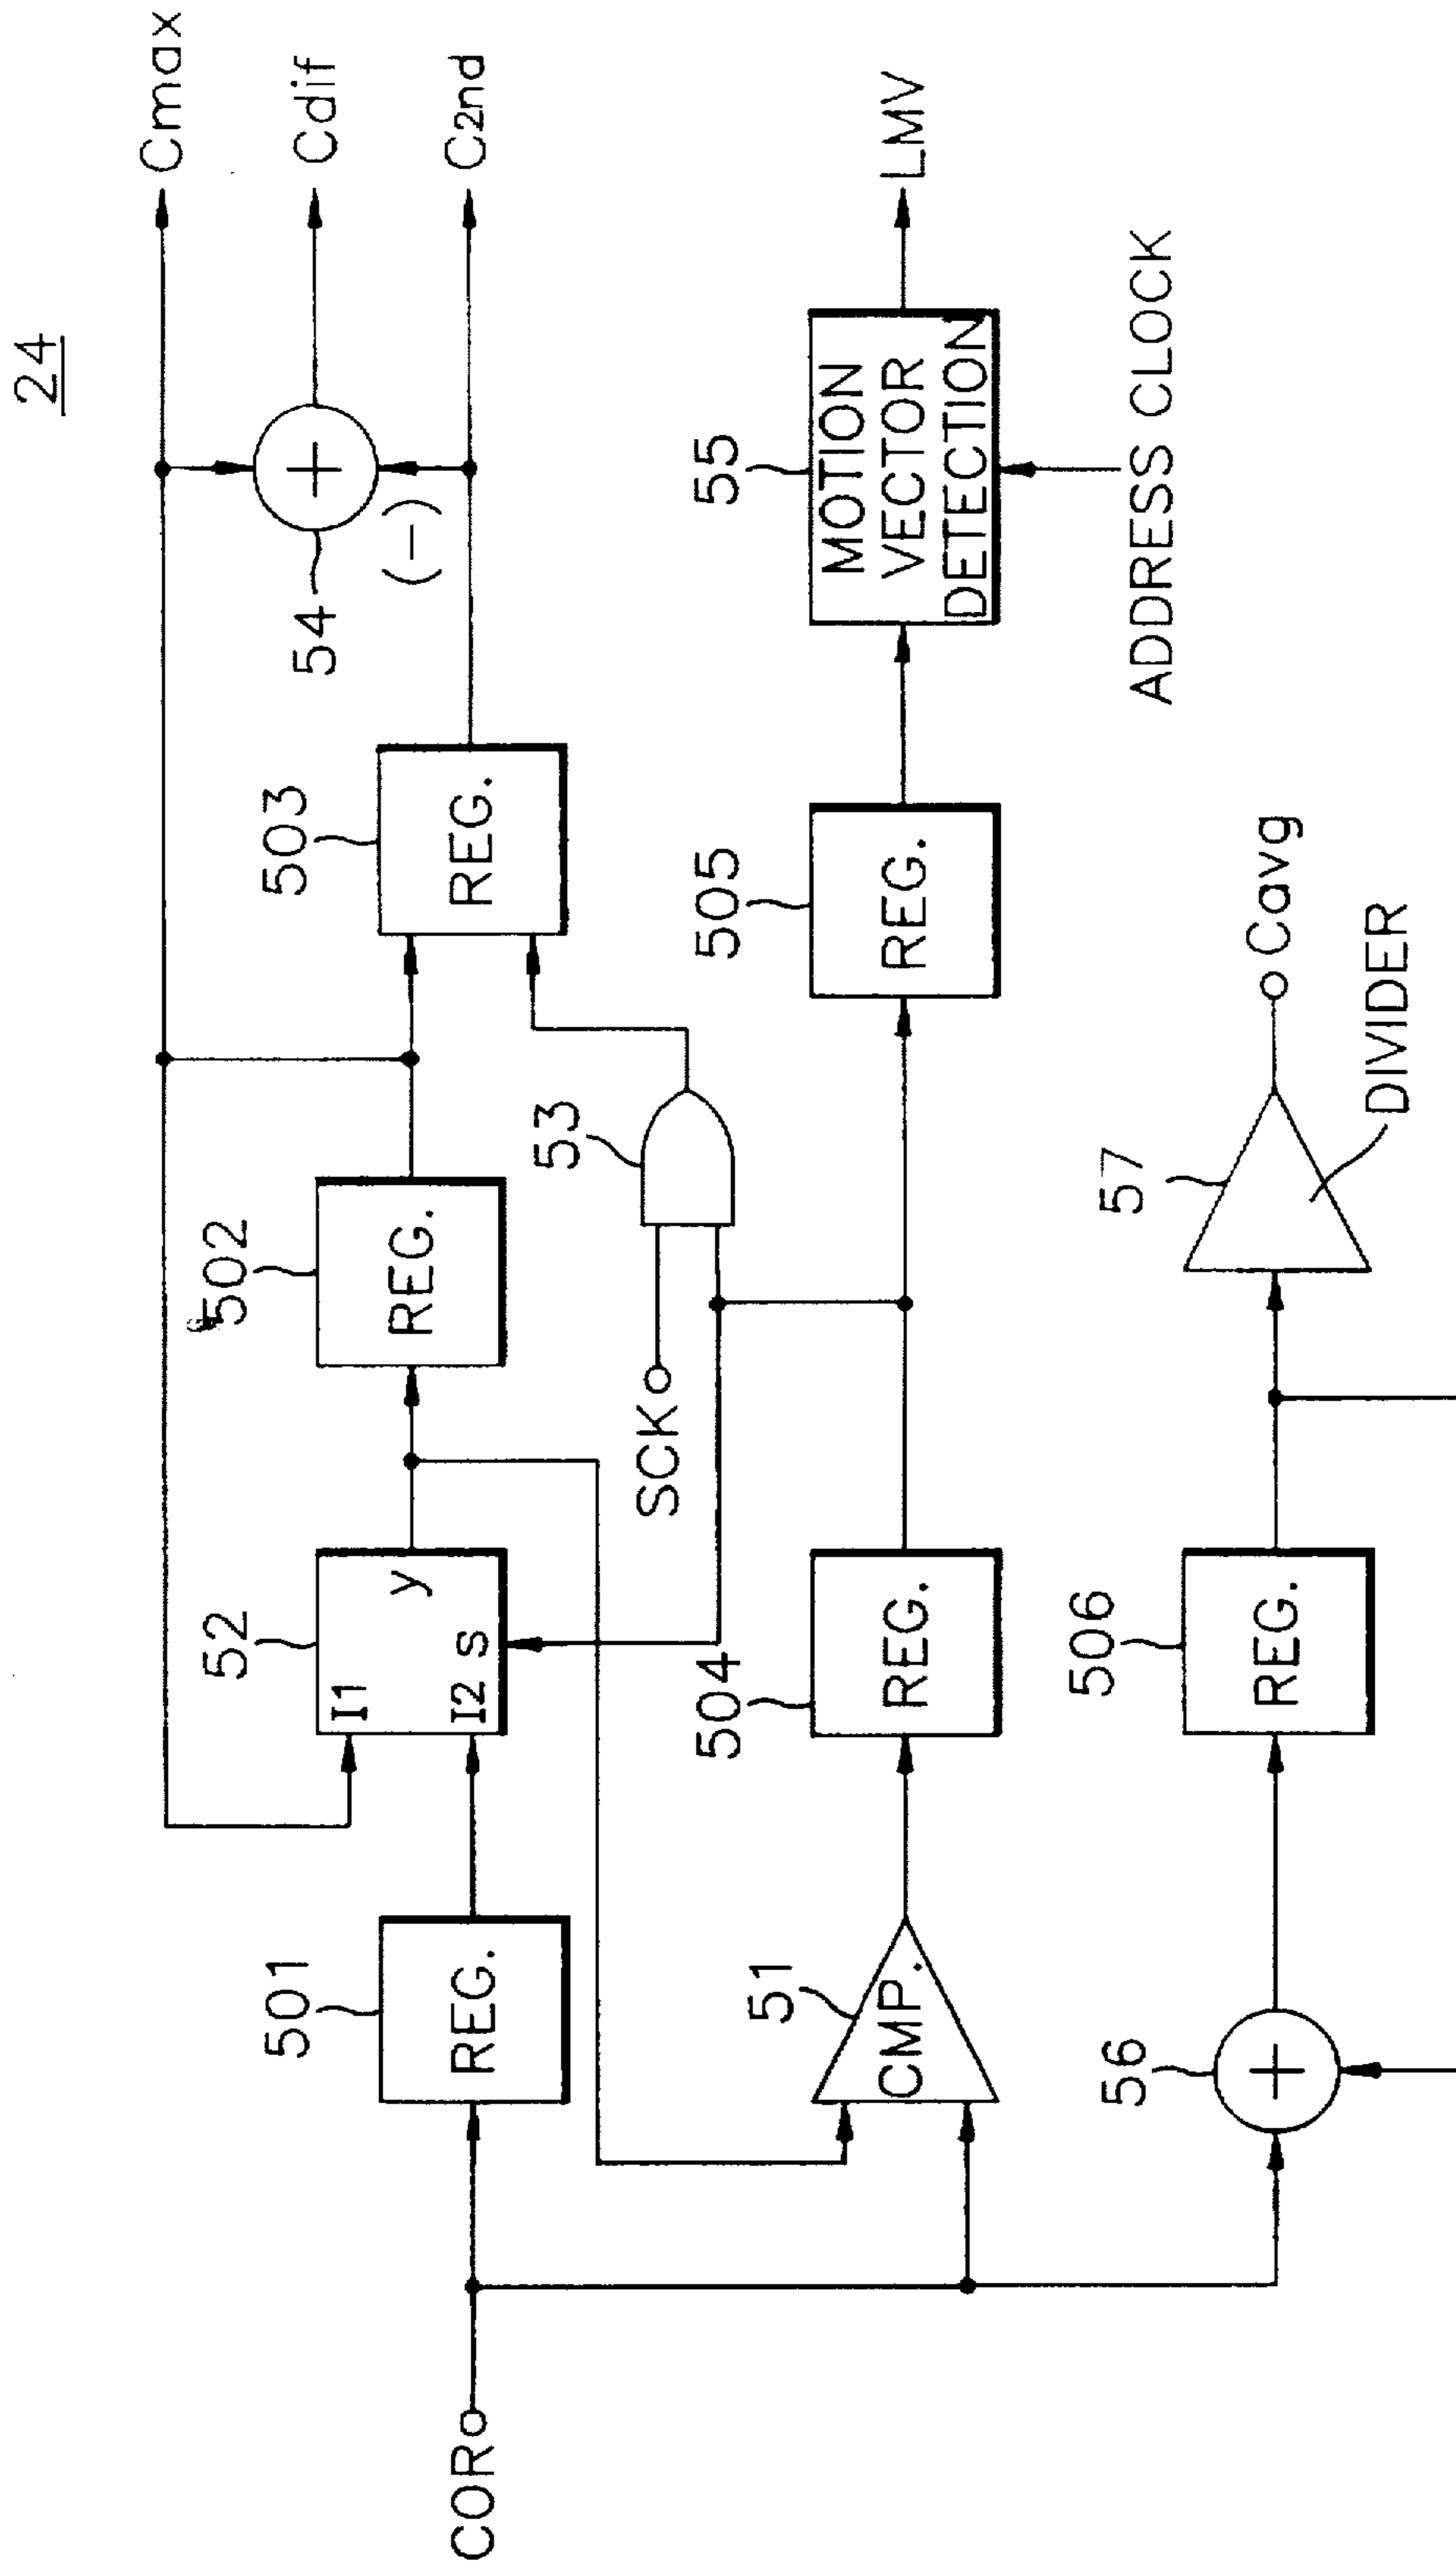 24
Cmax
Cdif
C2nd
54
(−)
503
REG.
502
REG.
52
I1
I2 S
y
501
REG.
COR
53
SCK
LMV
55
MOTION
VECTOR
DETECTION
ADDRESS CLOCK
505
REG.
504
REG.
51
CMP.
Cavg
57
DIVIDER
506
REG.
56